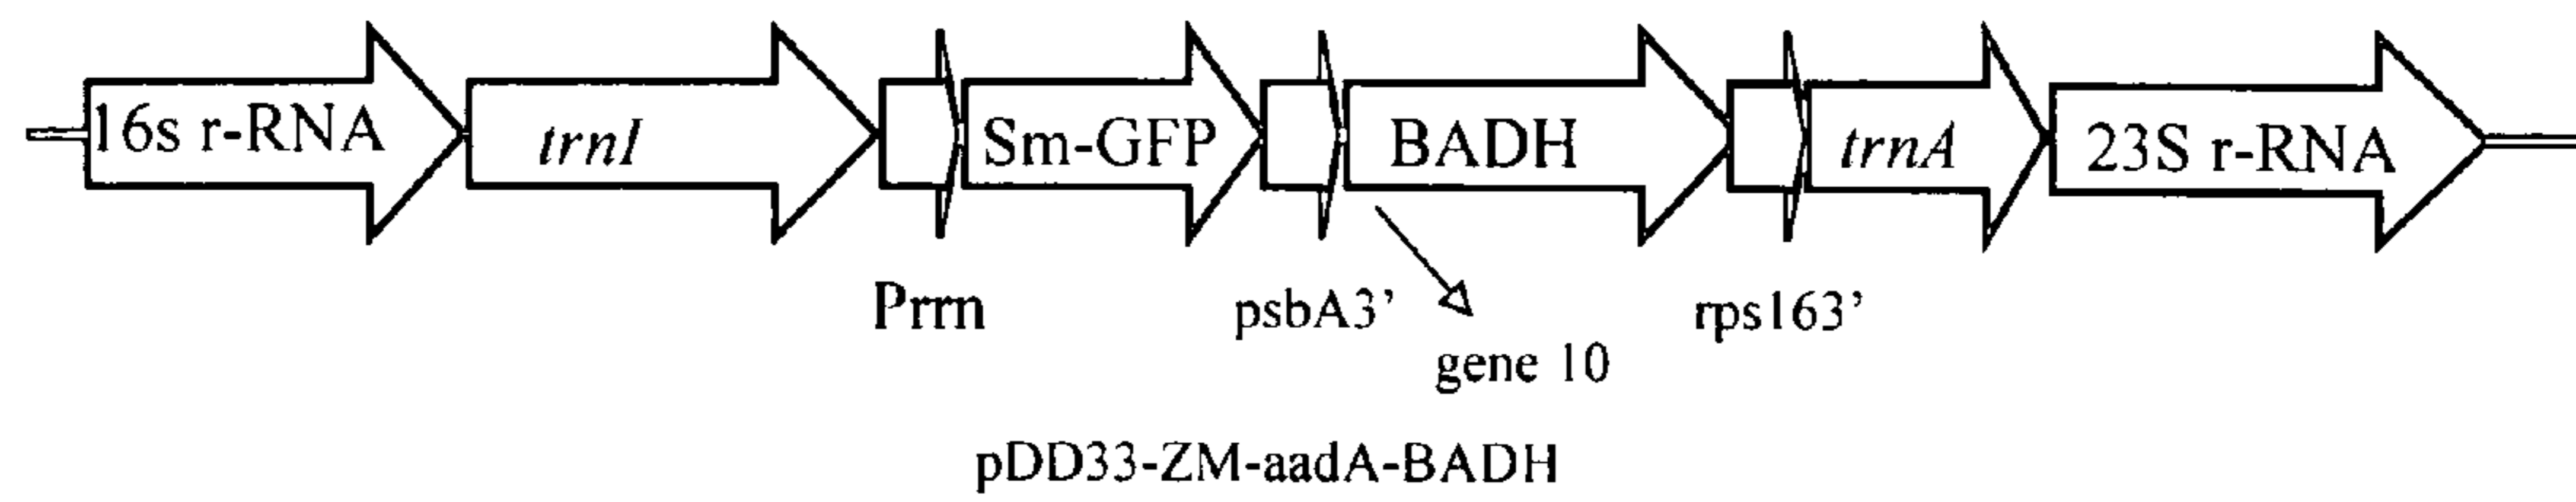 16s r-RNA trnI Sm-GFP BADH trnA 23S r-RNA
Prrn psbA3’ rps163’
gene 10
pDD33-ZM-aadA-BADH